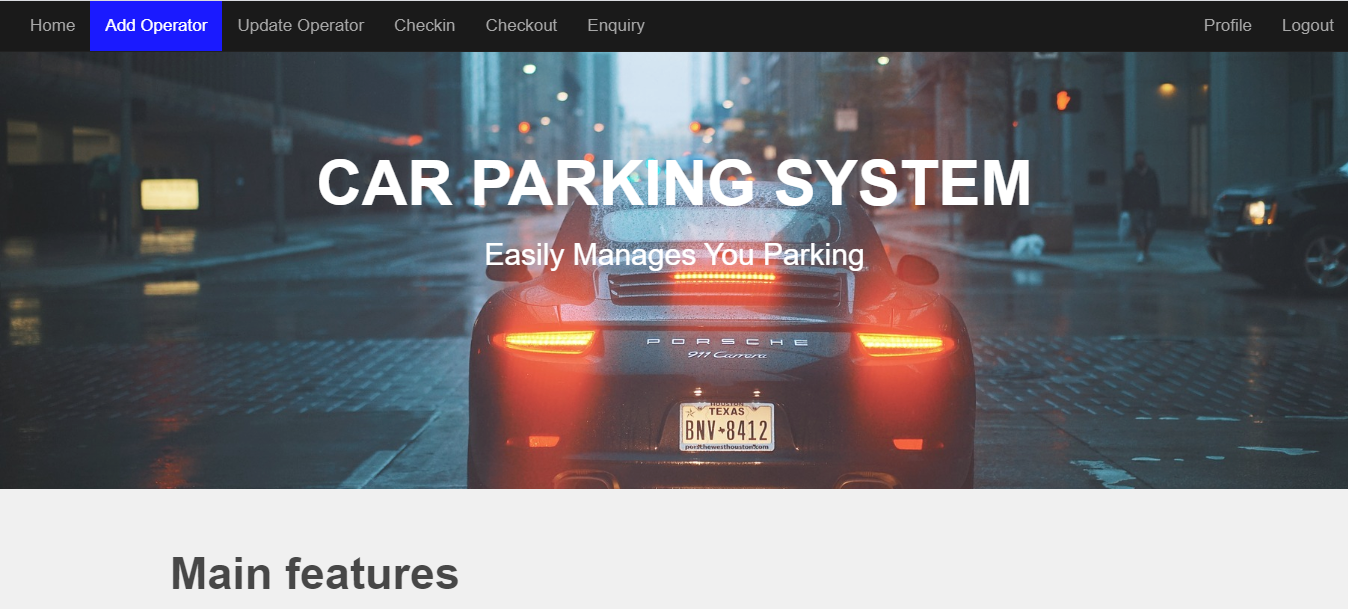 Home Add Operator Update Operator Checkin Checkout Enquiry Profile Logout
CAR PARKING SYSTEM
Easily Manages You Parking
PORSCHE
911 Carrera
HOUSTON
TEXAS
BNV 8412
Main features